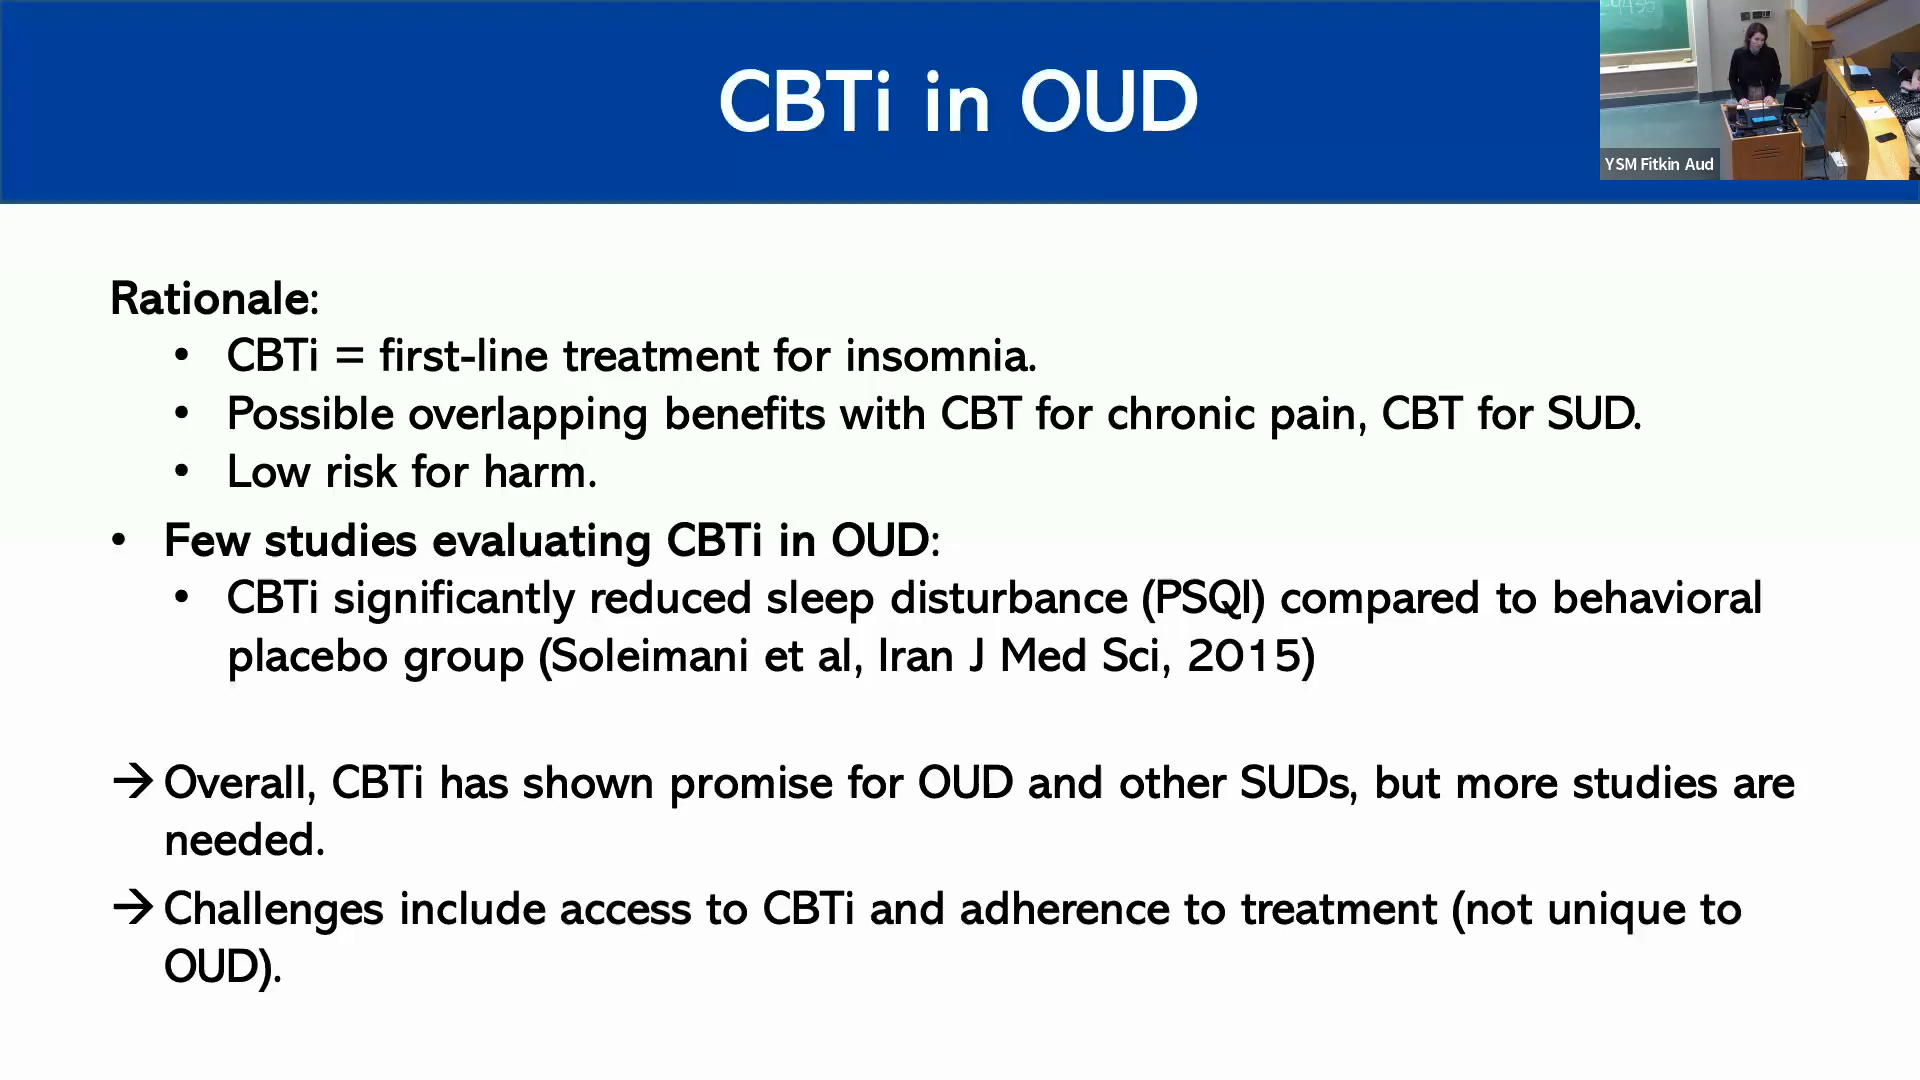 CBTi in OUD
YSM Fitkin Aud
Rationale:
• CBTi = first-line treatment for insomnia.
• Possible overlapping benefits with CBT for chronic pain, CBT for SUD.
• Low risk for harm.
• Few studies evaluating CBTi in OUD:
• CBTi significantly reduced sleep disturbance (PSQI) compared to behavioral
placebo group (Soleimani et al, Iran J Med Sci, 2015)
→ Overall, CBTi has shown promise for OUD and other SUDs, but more studies are
needed.
→ Challenges include access to CBTi and adherence to treatment (not unique to
OUD).